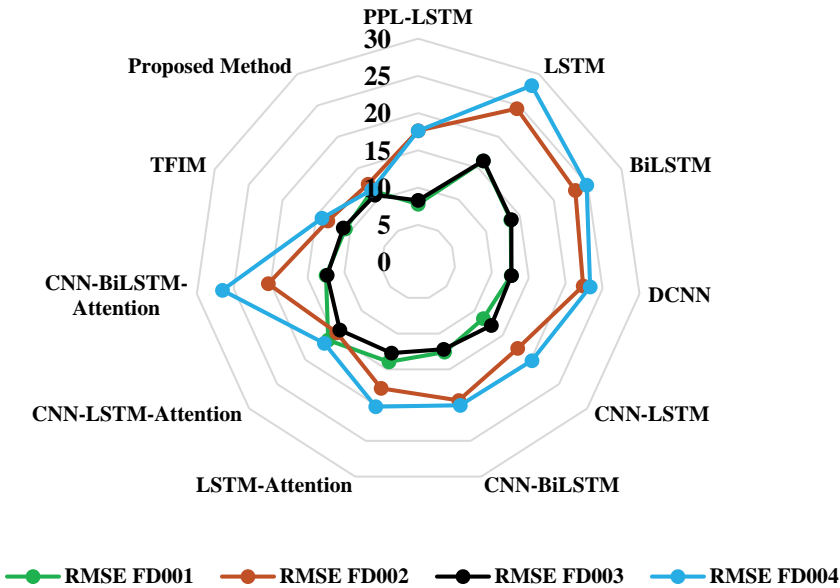 PPL-LSTM
30
Proposed Method
25
LSTM
20
TFIM
15
BiLSTM
10
5
0
CNN-BiLSTM-
Attention
DCNN
CNN-LSTM-Attention
CNN-LSTM
LSTM-Attention
CNN-BiLSTM
RMSE FD001
RMSE FD002
RMSE FD003
RMSE FD004